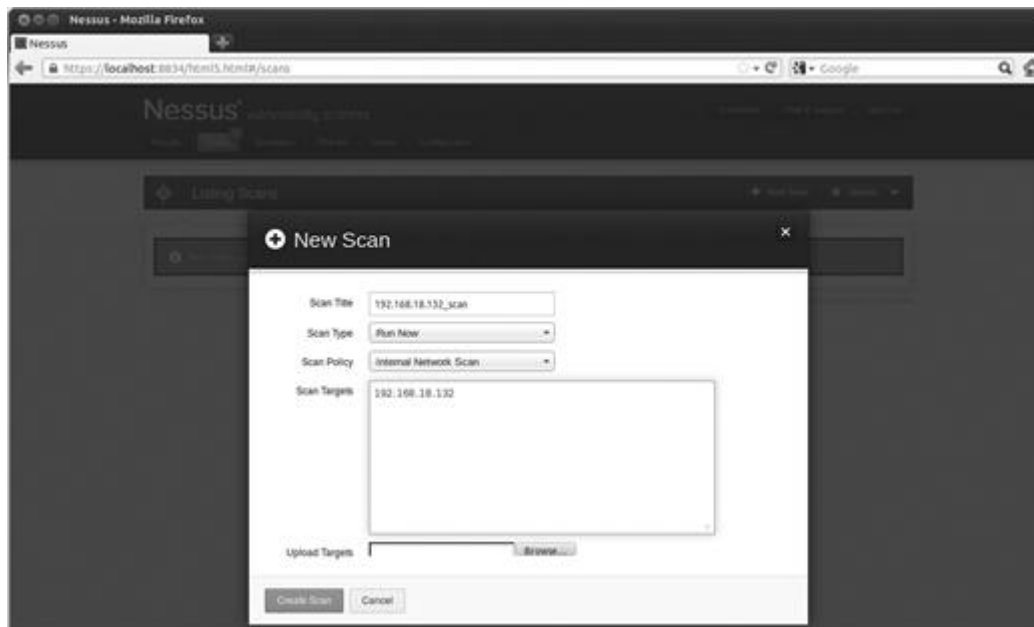 Nessus - Mozilla Firefox
Nessus
https://localhost:8834/html5.html#/scans
Google
Nessus vulnerability scanner
Listing Scans
New Scan
×
Scan Title 192.168.18.132_scan
Scan Type Run Now
Scan Policy Internal Network Scan
Scan Targets 192.168.18.132
Upload Targets Browse...
Create Scan Cancel